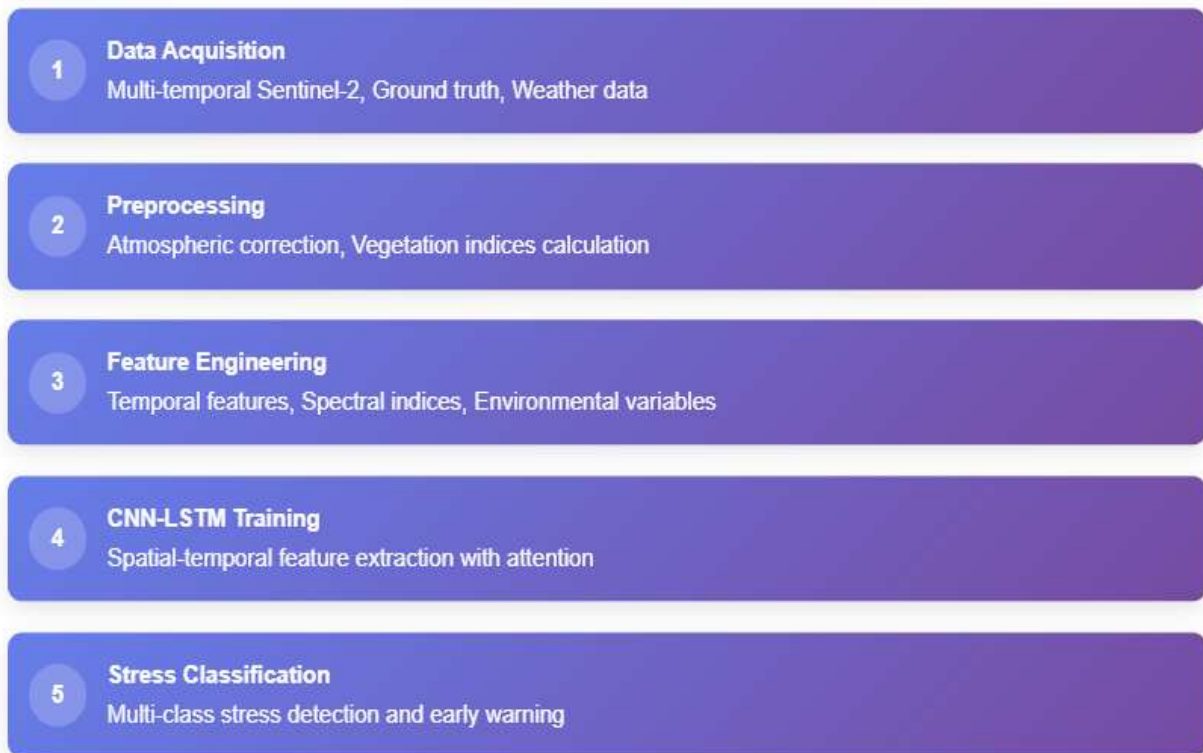 1
Data Acquisition
Multi-temporal Sentinel-2, Ground truth, Weather data
2
Preprocessing
Atmospheric correction, Vegetation indices calculation
3
Feature Engineering
Temporal features, Spectral indices, Environmental variables
4
CNN-LSTM Training
Spatial-temporal feature extraction with attention
5
Stress Classification
Multi-class stress detection and early warning